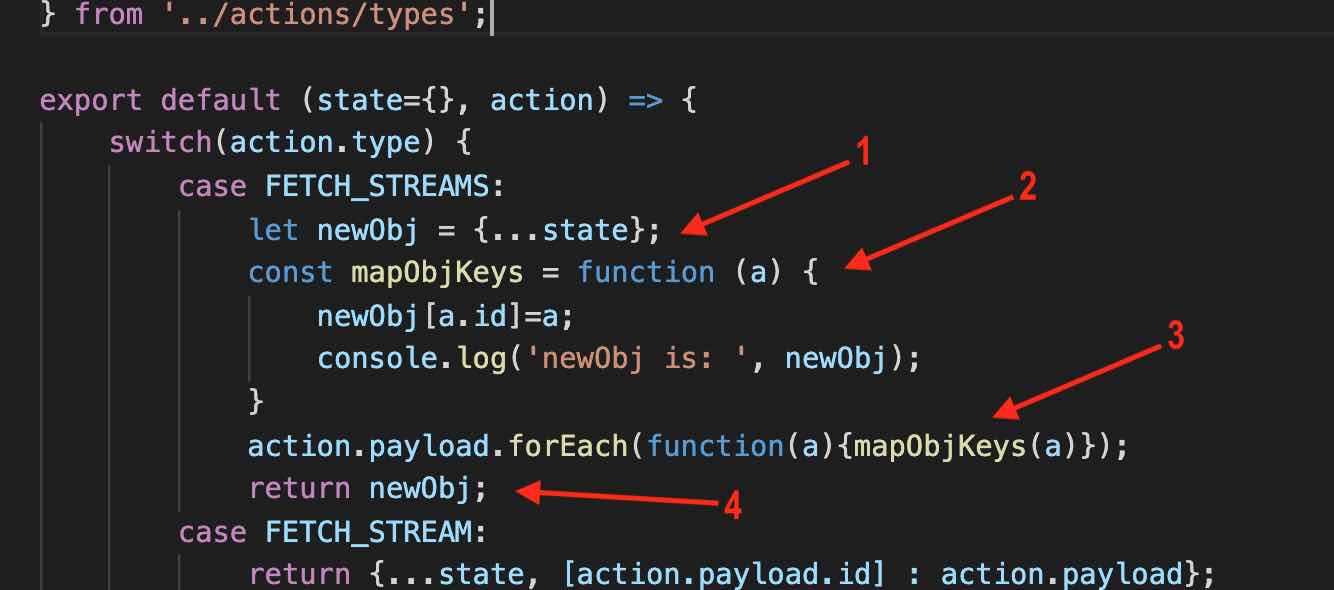 } from '../actions/types';
export default (state={}, action) => {
switch(action.type) {
1
case FETCH_STREAMS:
2
let newObj = {...state};
const mapObjKeys = function (a) {
newObj[a.id]=a;
3
console.log('newObj is: ', newObj);
}
action.payload.forEach(function(a){mapObjKeys(a)});
return newObj;
4
case FETCH_STREAM:
return {...state, [action.payload.id] : action.payload};